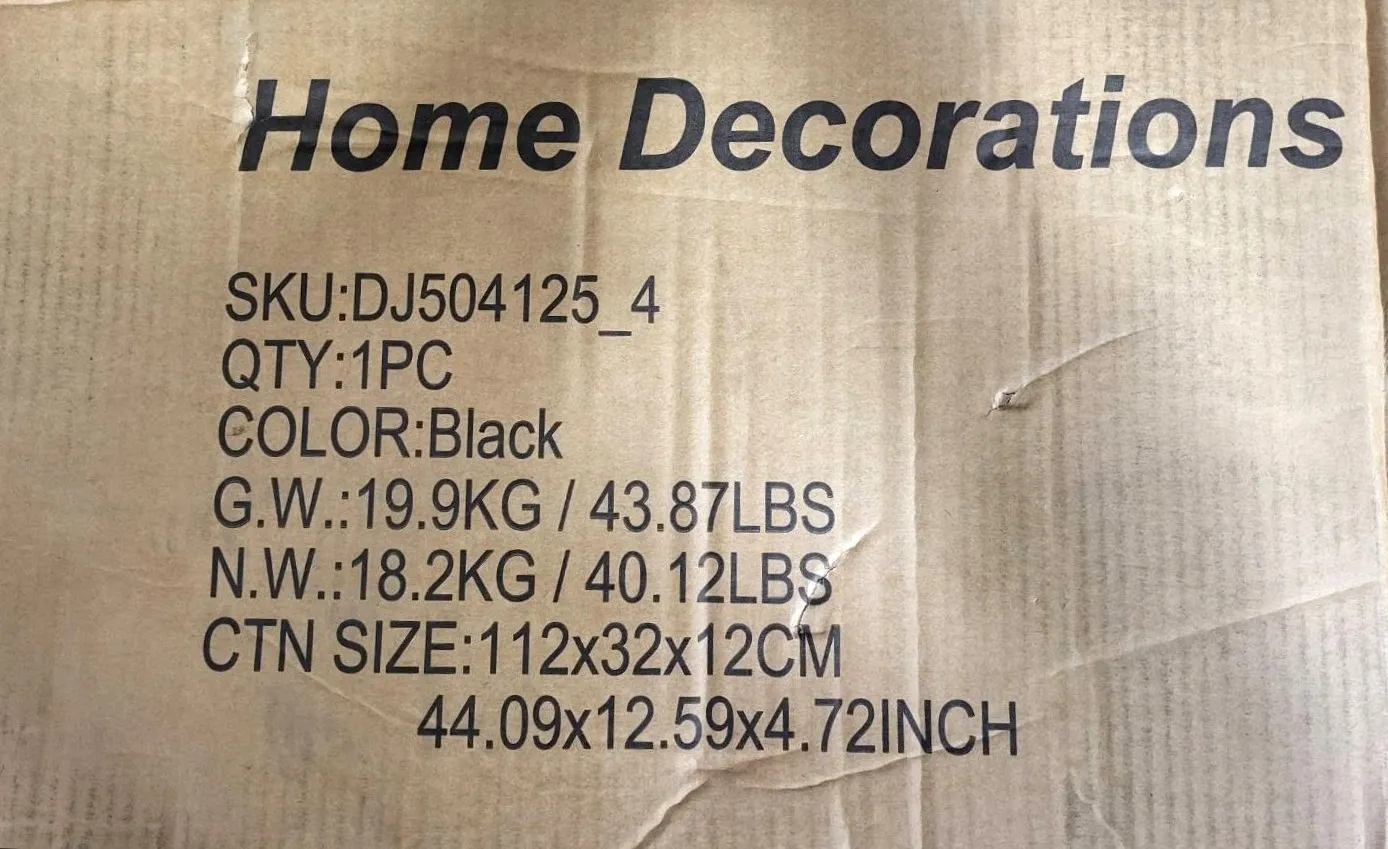 Home Decorations
SKU:DJ504125_4
QTY:1PC
COLOR:Black
G.W.:19.9KG / 43.87LBS
N.W.:18.2KG / 40.12LBS
CTN SIZE:112x32x12CM
44.09x12.59x4.72INCH